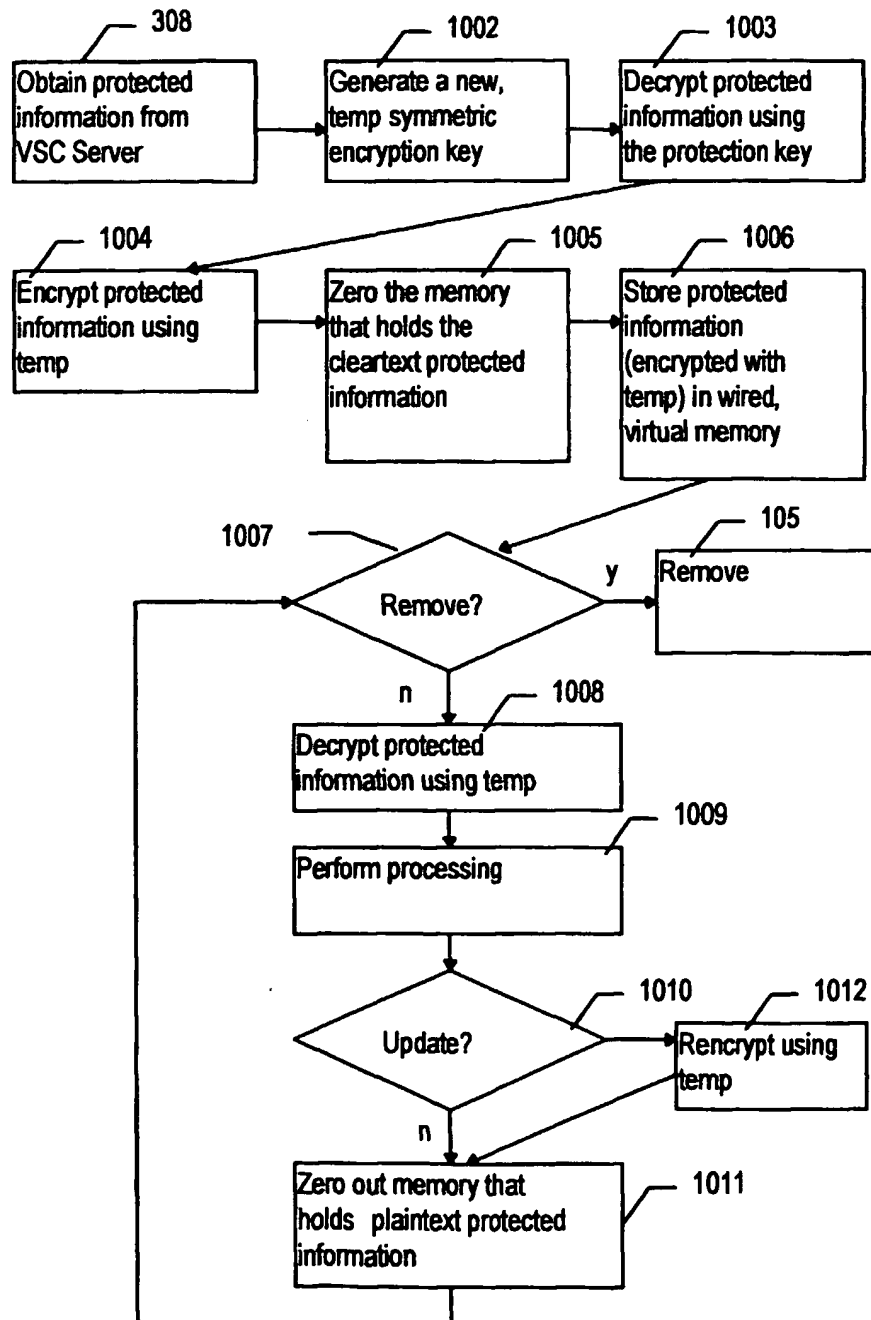 308
Obtain protected
information from
VSC Server
1002
Generate a new,
temp symmetric
encryption key
1003
Decrypt protected
information using
the protection key
1004
Encrypt protected
information using
temp
1005
Zero the memory
that holds the
cleartext protected
information
1006
Store protected
information
(encrypted with
temp) in wired,
virtual memory
1007
Remove?
y
105
Remove
n
1008
Decrypt protected
information using temp
1009
Perform processing
1010
Update?
1012
Rencrypt using
temp
n
1011
Zero out memory that
holds plaintext protected
information